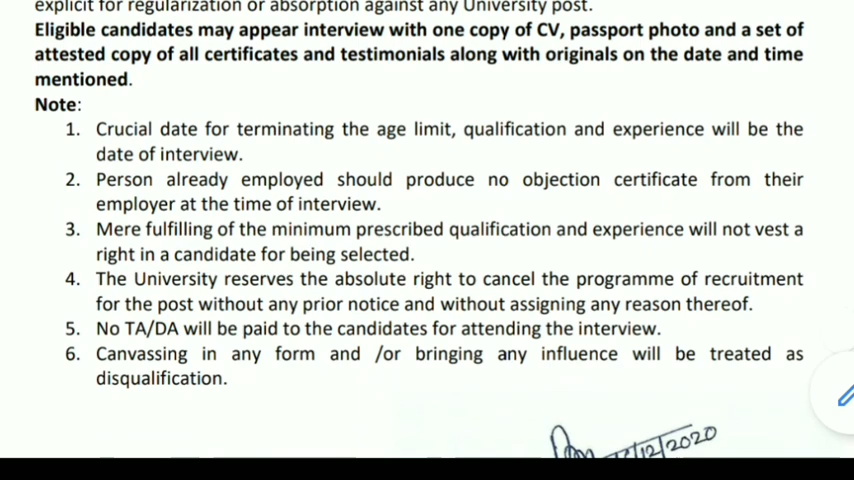 explicit for regularization or absorption against any University post.
Eligible candidates may appear interview with one copy of CV, passport photo and a set of
attested copy of all certificates and testimonials along with originals on the date and time
mentioned.
Note:
1. Crucial date for terminating the age limit, qualification and experience will be the
date of interview.
2. Person already employed should produce no objection certificate from their
employer at the time of interview.
3. Mere fulfilling of the minimum prescribed qualification and experience will not vest a
right in a candidate for being selected.
4. The University reserves the absolute right to cancel the programme of recruitment
for the post without any prior notice and without assigning any reason thereof.
5. No TA/DA will be paid to the candidates for attending the interview.
6. Canvassing in any form and /or bringing any influence will be treated as
disqualification.
/12/2020